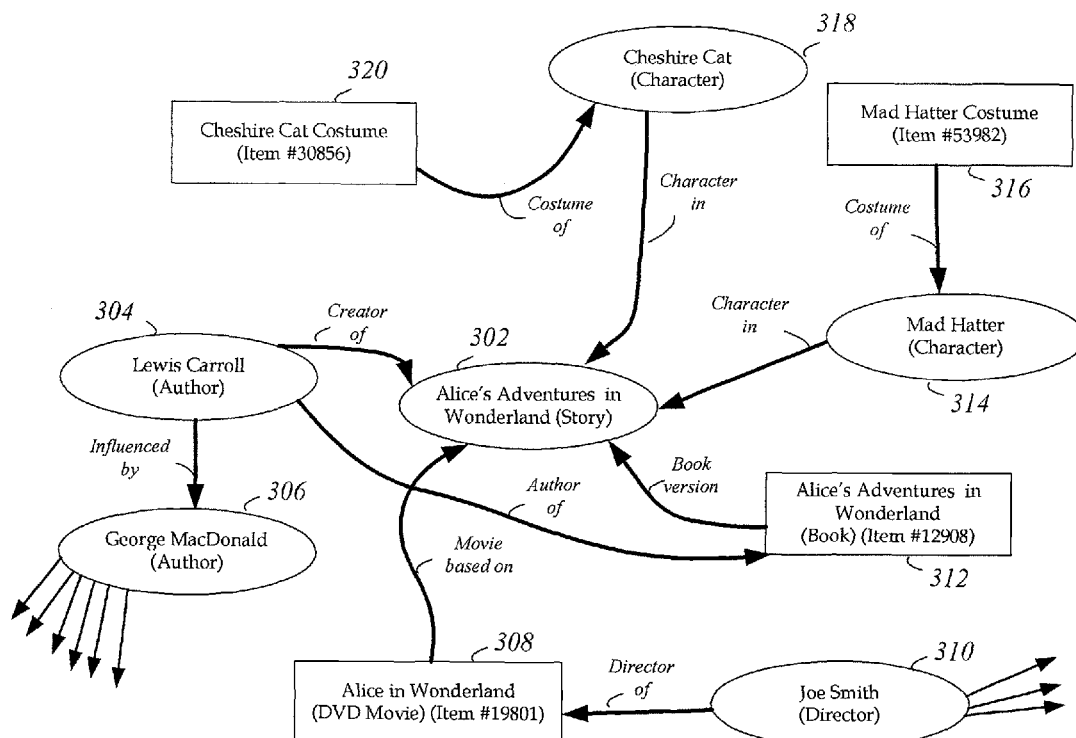 318
Cheshire Cat
(Character)
320
Cheshire Cat Costume
(Item #30856)
Mad Hatter Costume
(Item #53982)
316
Costume
of
Character
in
Costume
of
304
Creator
of
302
Character
in
Mad Hatter
(Character)
314
Lewis Carroll
(Author)
Alice's Adventures in
Wonderland (Story)
Influenced
by
306
Book
version
Author
of
Alice's Adventures in
Wonderland
(Book) (Item #12908)
312
George MacDonald
(Author)
Movie
based on
308
Alice in Wonderland
(DVD Movie) (Item #19801)
Director
of
310
Joe Smith
(Director)